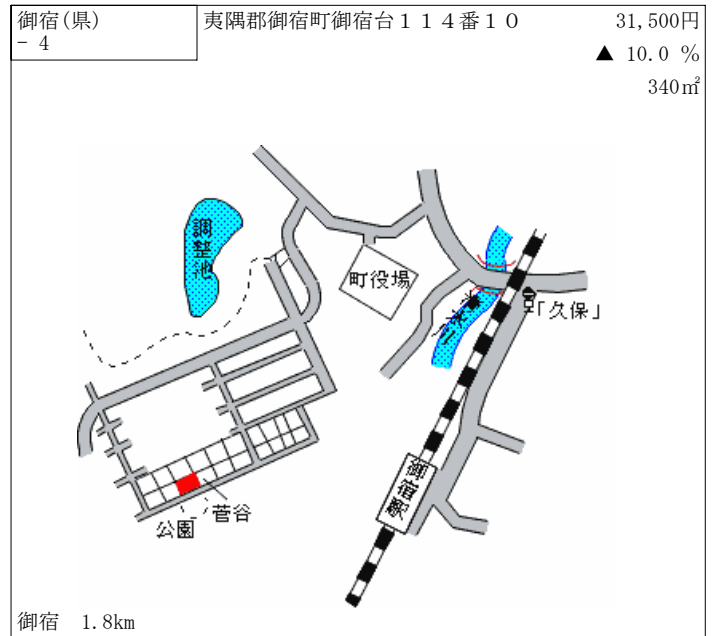 御宿(県)
- 4
夷隅郡御宿町御宿台１１４番１０
31,500円
▲ 10.0 %
340㎡
調整池
町役場
「久保」
御宿駅
菅谷
公園
御宿 1.8km